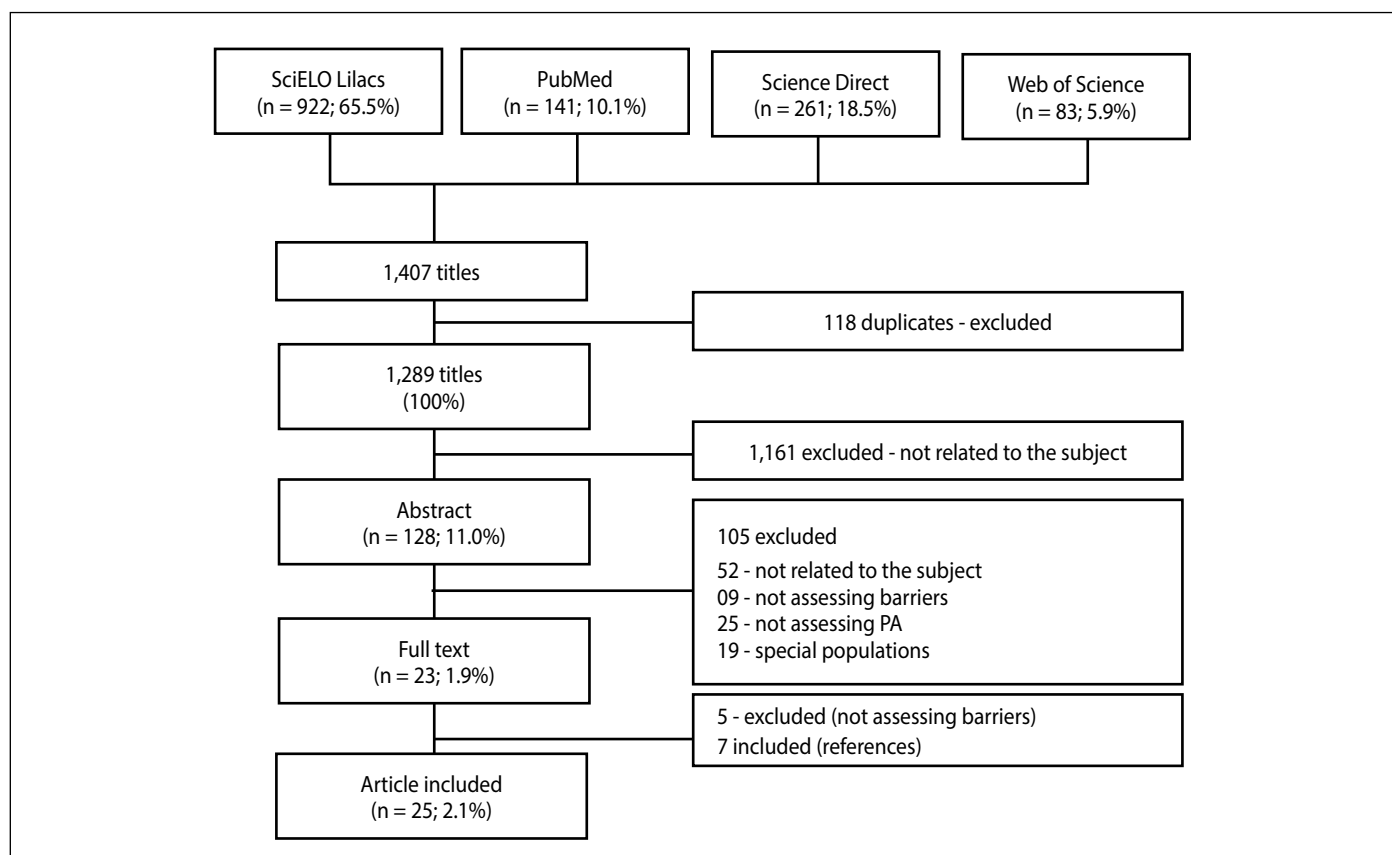 SciELO Lilacs
(n = 922; 65.5%)
PubMed
(n = 141; 10.1%)
Science Direct
(n = 261; 18.5%)
Web of Science
(n = 83; 5.9%)
1,407 titles
118 duplicates - excluded
1,289 titles
(100%)
1,161 excluded - not related to the subject
Abstract
(n = 128; 11.0%)
105 excluded
52 - not related to the subject
09 - not assessing barriers
25 - not assessing PA
19 - special populations
Full text
(n = 23; 1.9%)
5 - excluded (not assessing barriers)
7 included (references)
Article included
(n = 25; 2.1%)